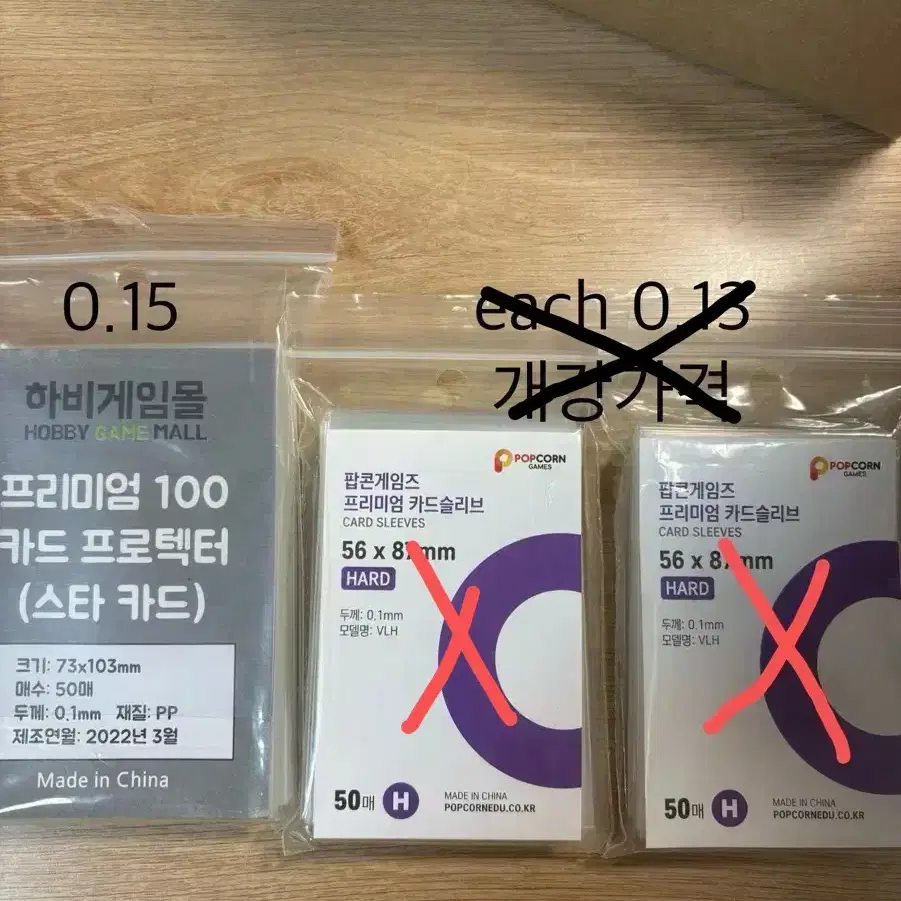 0.15
each 0.13
개강가격
하비게임몰
HOBBY GAME MALL
프리미엄 100
카드 프로텍터
(스타 카드)
크기: 73x103mm
매수: 50매
두께: 0.1mm 재질: PP
제조연월: 2022년 3월
Made in China
POPCORN
GAMES
팝콘게임즈
프리미엄 카드슬리브
CARD SLEEVES
56 x 87mm
HARD
두께: 0.1mm
모델명: VLH
50매 H
MADE IN CHINA
POPCORNEDU.CO.KR
POPCORN
GAMES
팝콘게임즈
프리미엄 카드슬리브
CARD SLEEVES
56 x 87mm
HARD
두께: 0.1mm
모델명: VLH
50매 H
MADE IN CHINA
POPCORNEDU.CO.KR